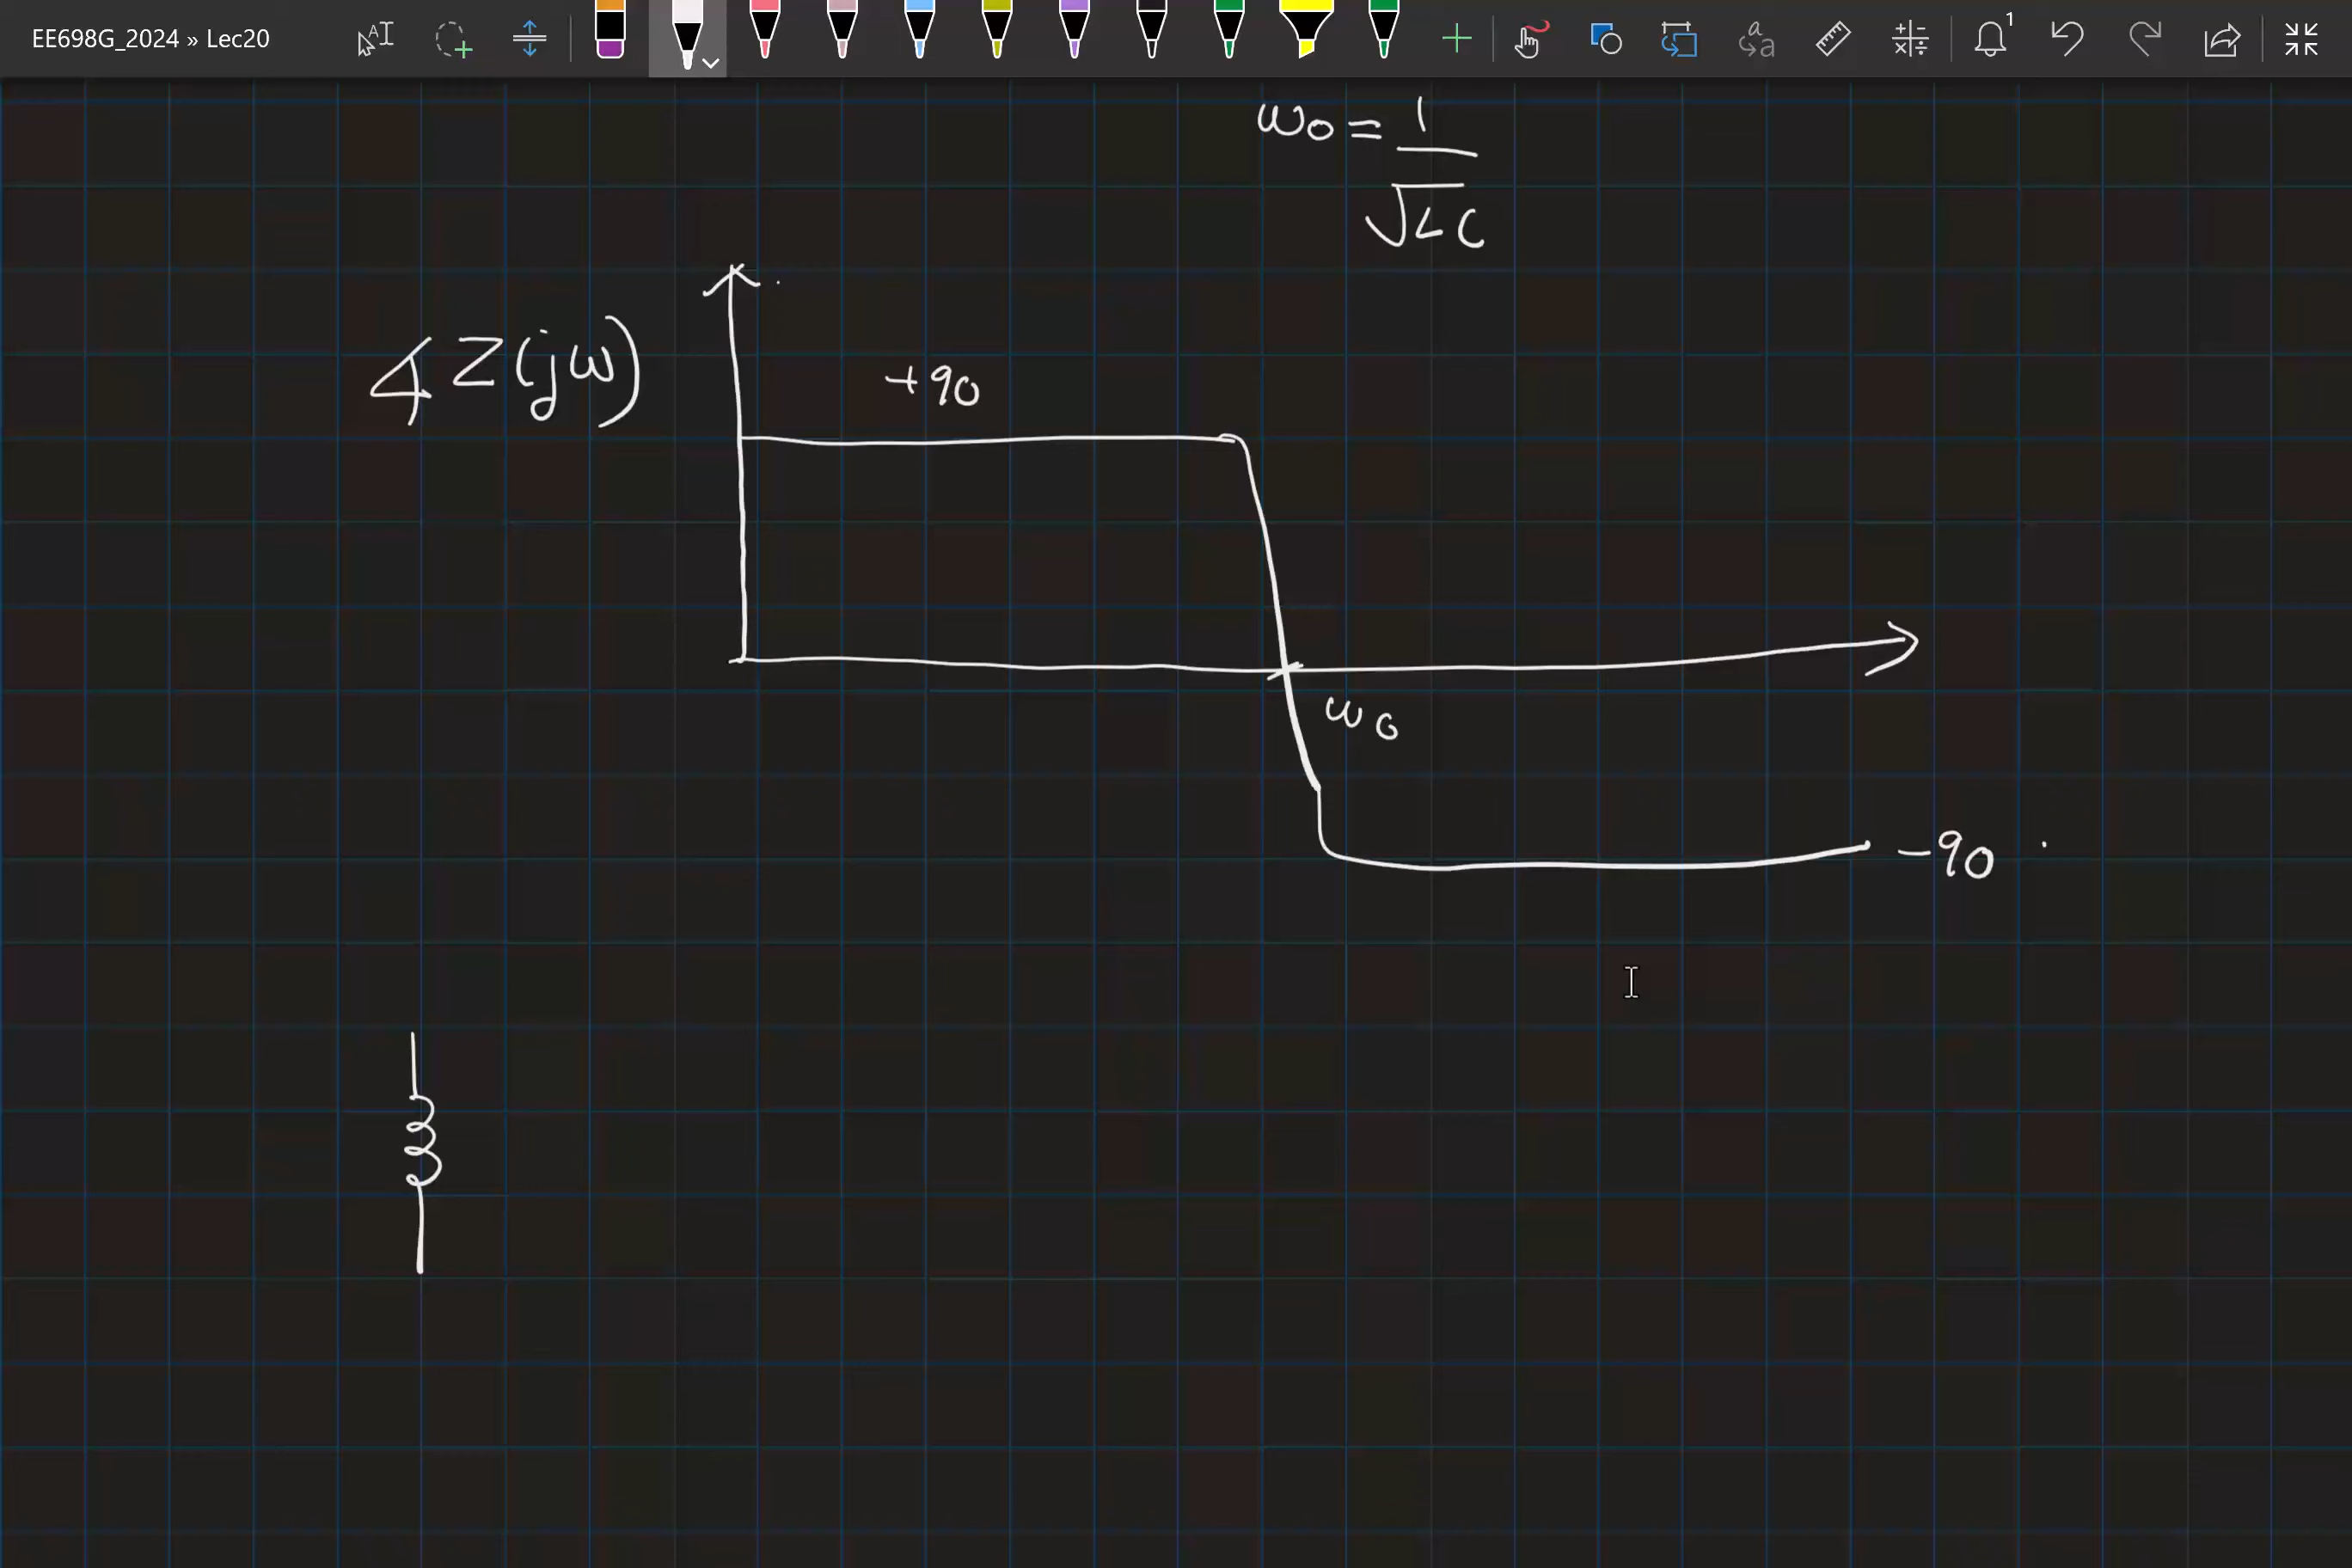 EE698G_2024 » Lec20
ω₀ = 1
√LC
∡ Z(jω)
+90
ω₀
-90